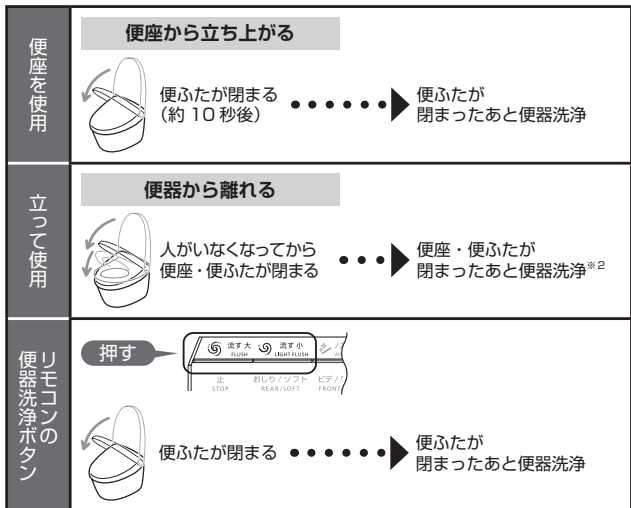 便座を使用
便座から立ち上がる
便ふたが閉まる
（約 10 秒後）
便ふたが
閉まったあと便器洗浄
立って使用
便器から離れる
人がいなくなってから
便座・便ふたが閉まる
便座・便ふたが
閉まったあと便器洗浄※2
リモコンの
便器洗浄ボタン
押す
流す大
FLUSH
流す小
LIGHT FLUSH
止
STOP
おしり / ソフト
REAR/SOFT
ビデ /
FRONT
便ふたが閉まる
便ふたが
閉まったあと便器洗浄